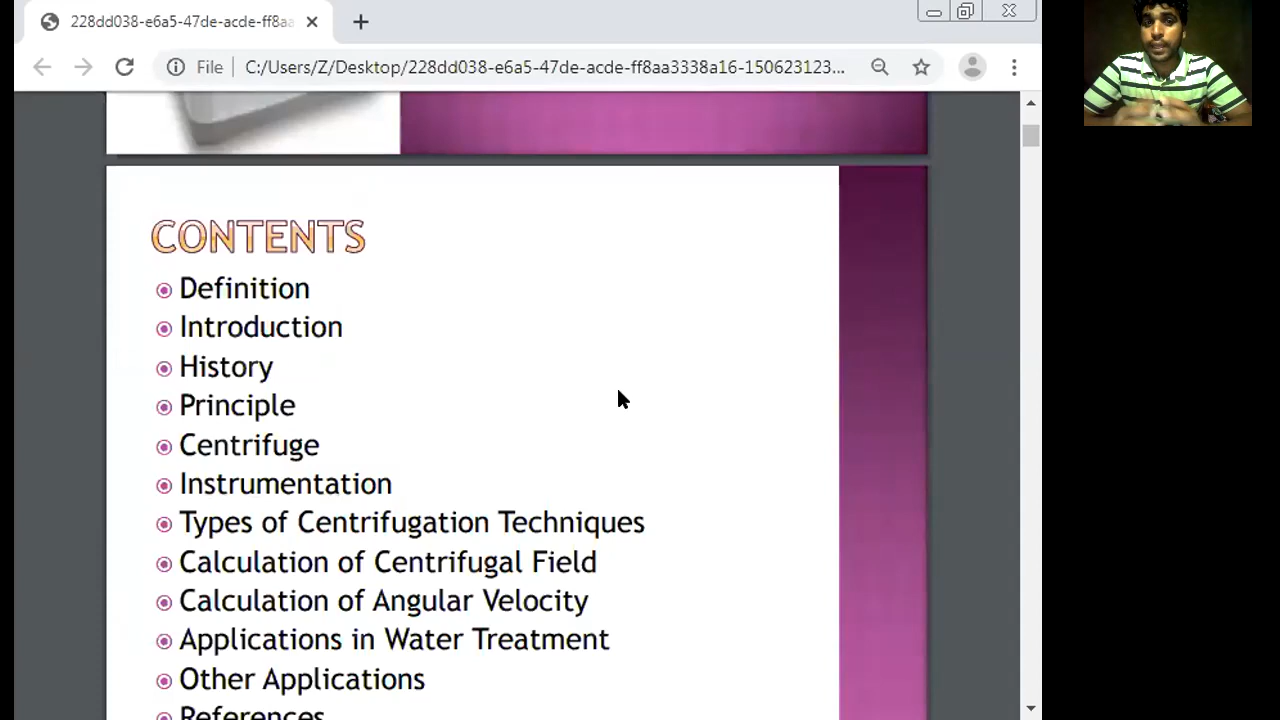 228dd038-e6a5-47de-acde-ff8aa
File
C:/Users/Z/Desktop/228dd038-e6a5-47de-acde-ff8aa3338a16-150623123...
CONTENTS
Definition
Introduction
History
Principle
Centrifuge
Instrumentation
Types of Centrifugation Techniques
Calculation of Centrifugal Field
Calculation of Angular Velocity
Applications in Water Treatment
Other Applications
References